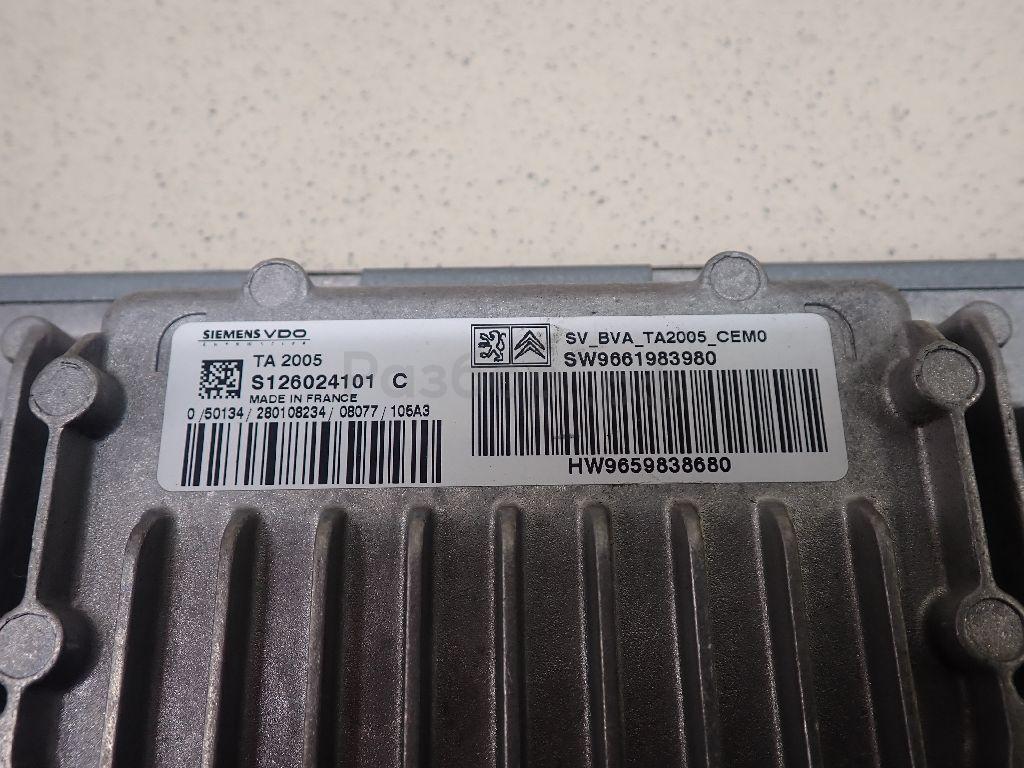 SIEMENS VDO
TA 2005
S126024101 C
MADE IN FRANCE
0/50134/280108234/08077/105A3
SV_BVA_TA2005_CEM0
SW9661983980
HW9659838680